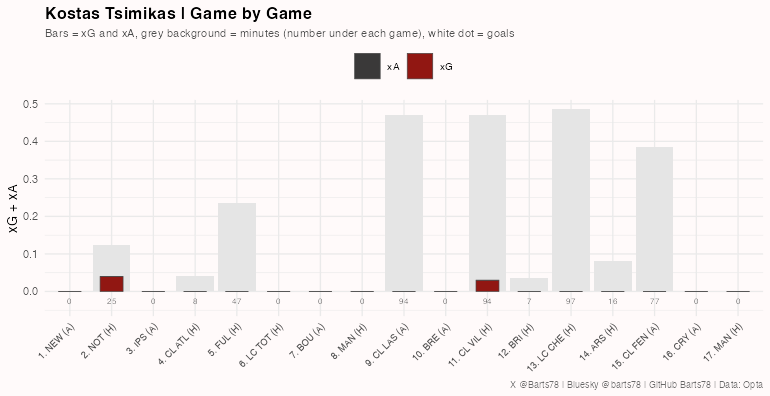 Kostas Tsimikas I Game by Game
Bars = xG and xA, grey background = minutes (number under each game), white dot = goals
xA xG
xG + xA
0.5
0.4
0.3
0.2
0.1
0.0
0 25 0 8 47 0 0 0 94 0 94 7 97 16 77 0 0
1. NEW (A)
2. NOT (H)
3. IPS (A)
4. CL ATL (H)
5. FUL (H)
6. LC TOT (H)
7. BOU (A)
8. MAN (H)
9. CL LAS (A)
10. BRE (A)
11. CL VIL (H)
12. BRI (H)
13. LC CHE (H)
14. ARS (H)
15. CL FEN (A)
16. CRY (A)
17. MAN (H)
X @Barts78 | Bluesky @barts78 | GitHub Barts78 | Data: Opta